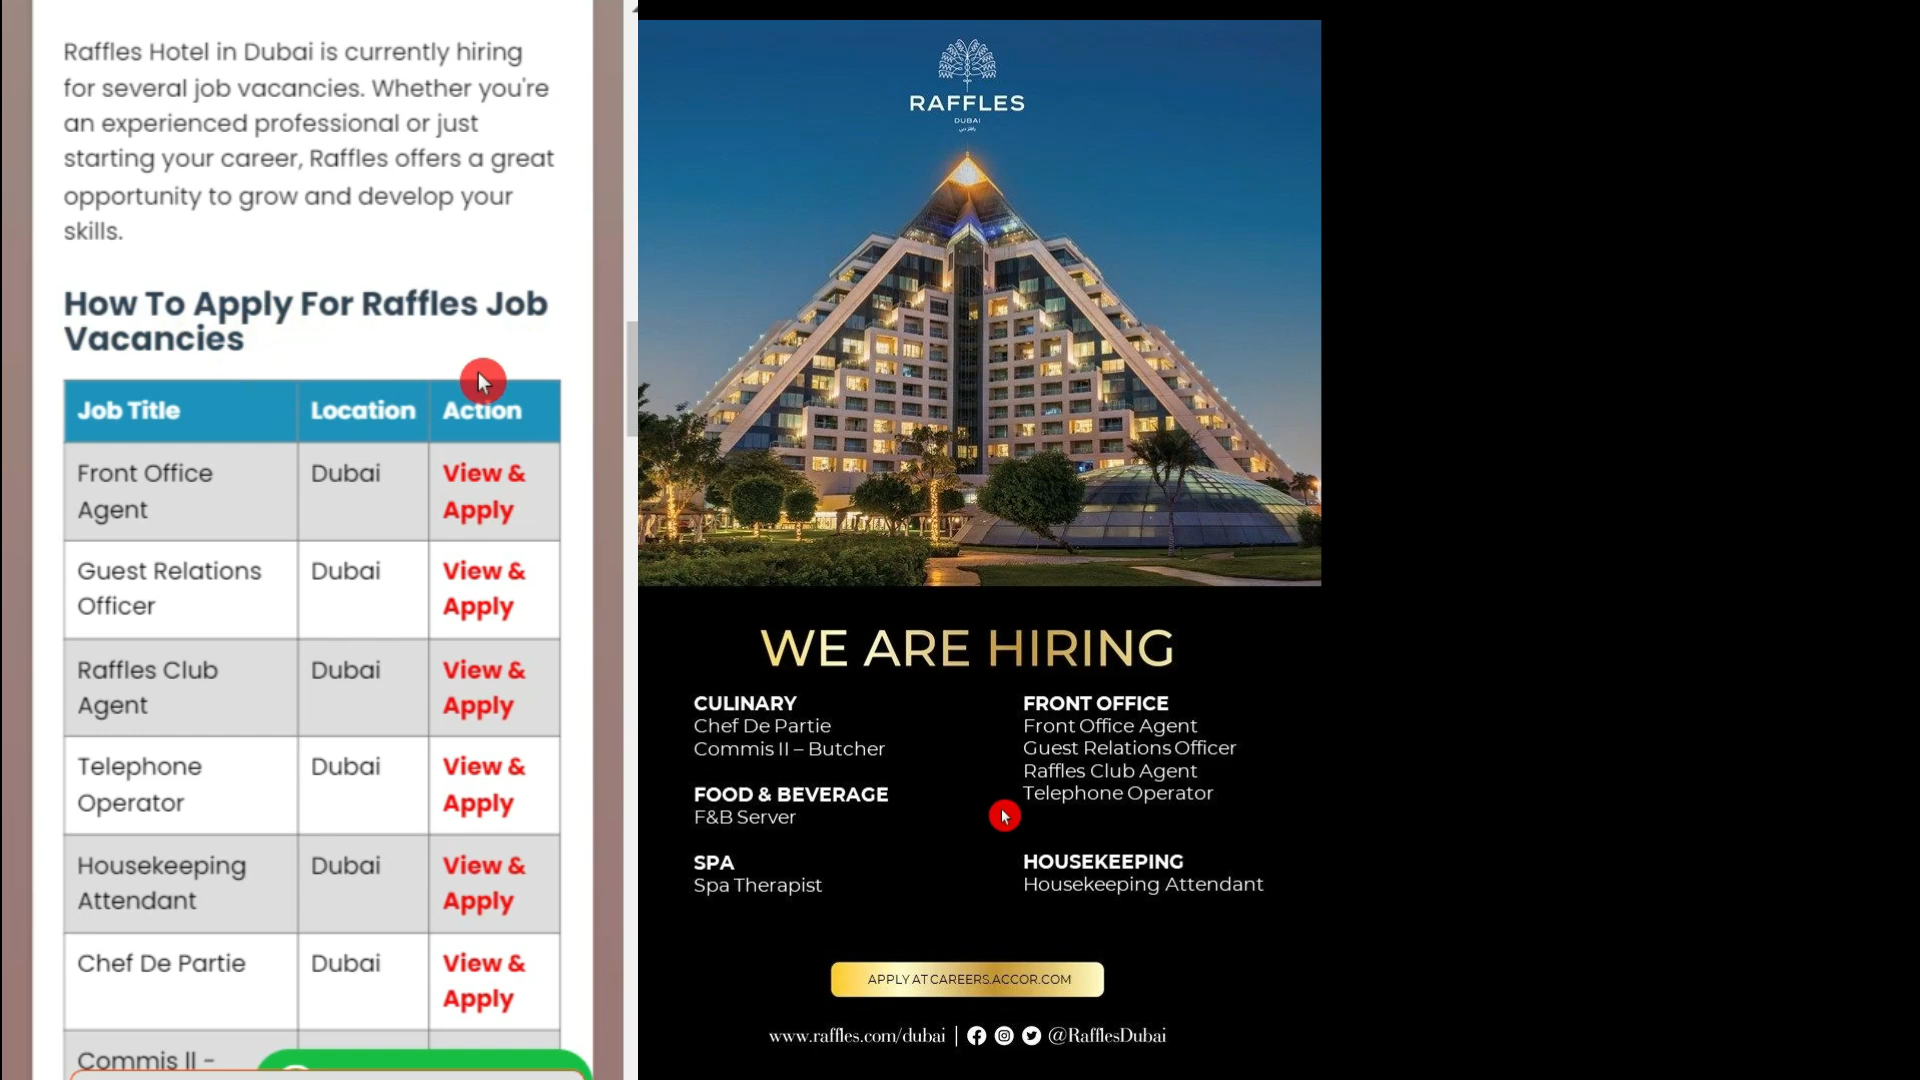 Raffles Hotel in Dubai is currently hiring
for several job vacancies. Whether you're
an experienced professional or just
starting your career, Raffles offers a great
opportunity to grow and develop your
skills.
How To Apply For Raffles Job
Vacancies
Job Title Location Action
Front Office Agent Dubai View & Apply
Guest Relations Officer Dubai View & Apply
Raffles Club Agent Dubai View & Apply
Telephone Operator Dubai View & Apply
Housekeeping Attendant Dubai View & Apply
Chef De Partie Dubai View & Apply
Commis II –
RAFFLES
DUBAI
رافلز دبي
WE ARE HIRING
CULINARY
Chef De Partie
Commis II – Butcher
FOOD & BEVERAGE
F&B Server
SPA
Spa Therapist
FRONT OFFICE
Front Office Agent
Guest Relations Officer
Raffles Club Agent
Telephone Operator
HOUSEKEEPING
Housekeeping Attendant
APPLY AT CAREERS.ACCOR.COM
www.raffles.com/dubai | @RafflesDubai